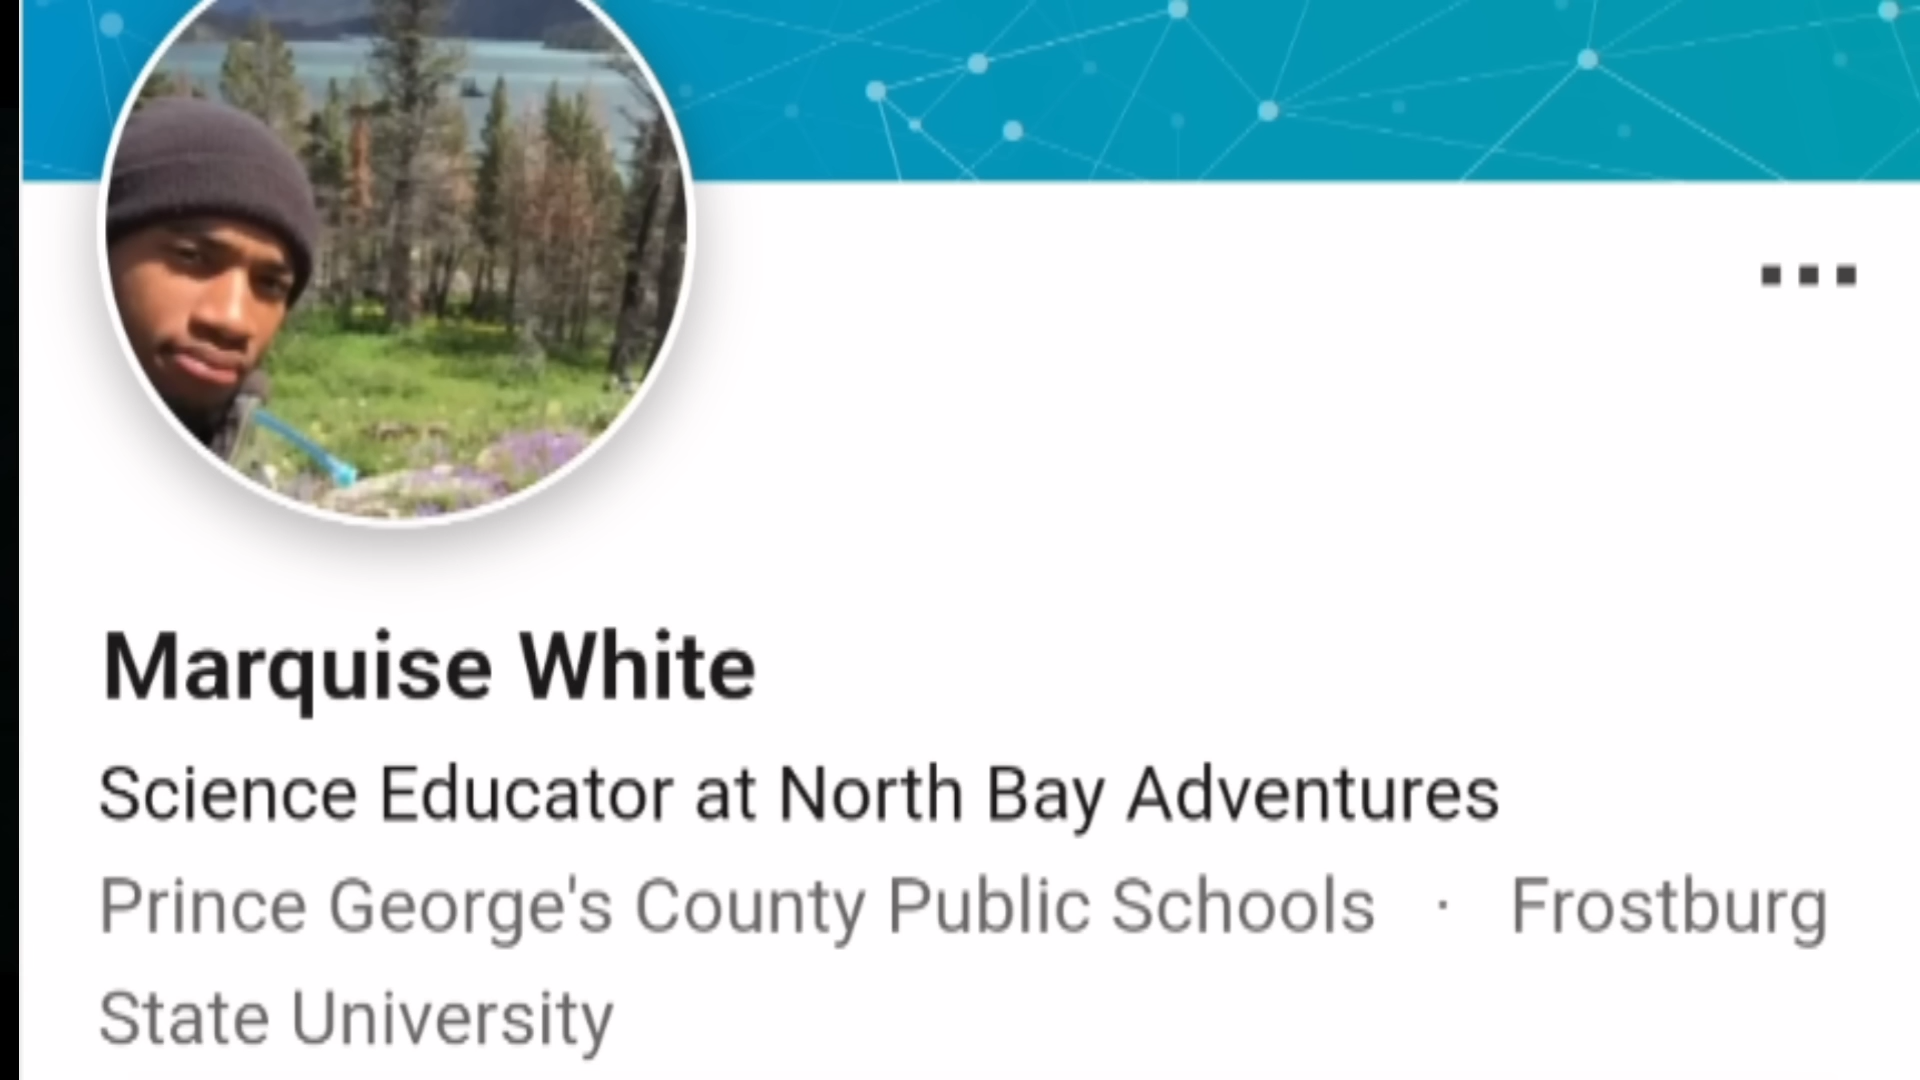 Marquise White
Science Educator at North Bay Adventures
Prince George's County Public Schools · Frostburg
State University